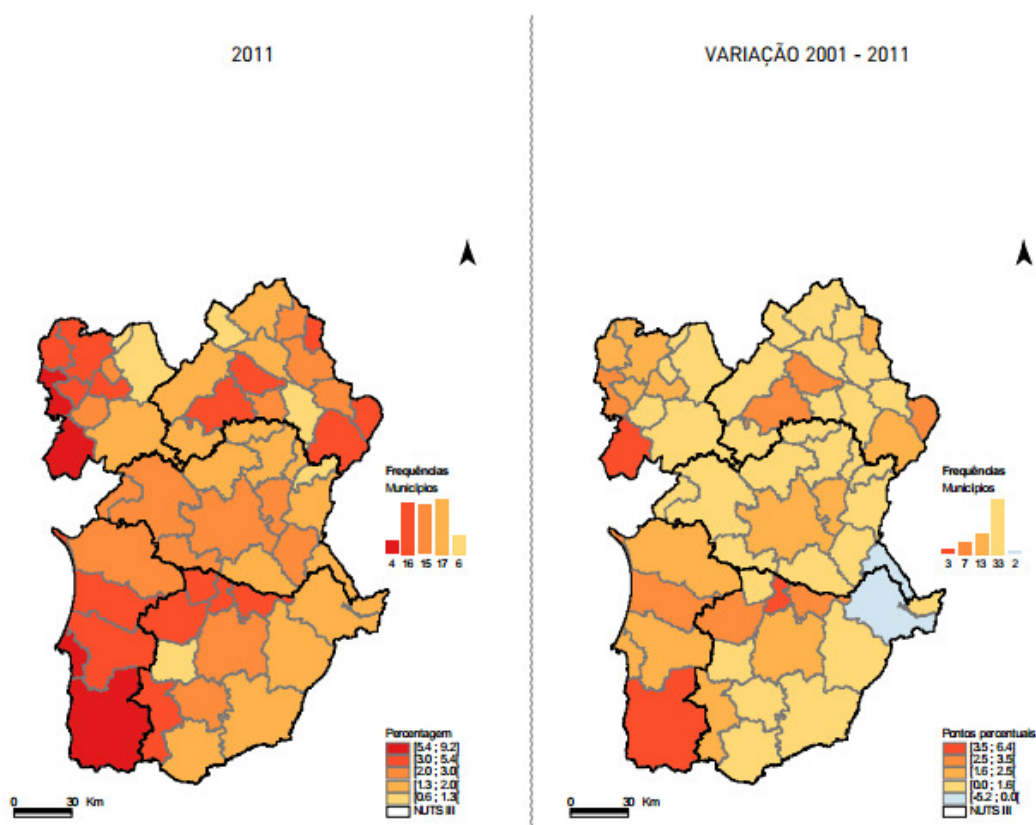 2011
VARIAÇÃO 2001 - 2011
Frequências
Municípios
4 16 15 17 6
Percentagem
[5.4 ; 9.2]
[3.0 ; 5.4[
[2.0 ; 3.0[
[1.3 ; 2.0[
[0.6 ; 1.3[
NUTS III
0 30 Km
Frequências
Municípios
3 7 13 33 2
Pontos percentuais
[3.5 ; 6.4]
[2.5 ; 3.5[
[1.6 ; 2.5[
[0.0 ; 1.6[
[-5.2 ; 0.0[
NUTS III
0 30 Km